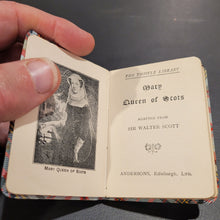 MARY QUEEN OF SCOTS
THE THISTLE LIBRARY
Mary
Queen of Scots
ADAPTED FROM
SIR WALTER SCOTT
ANDERSONS, Edinburgh, Ltd.